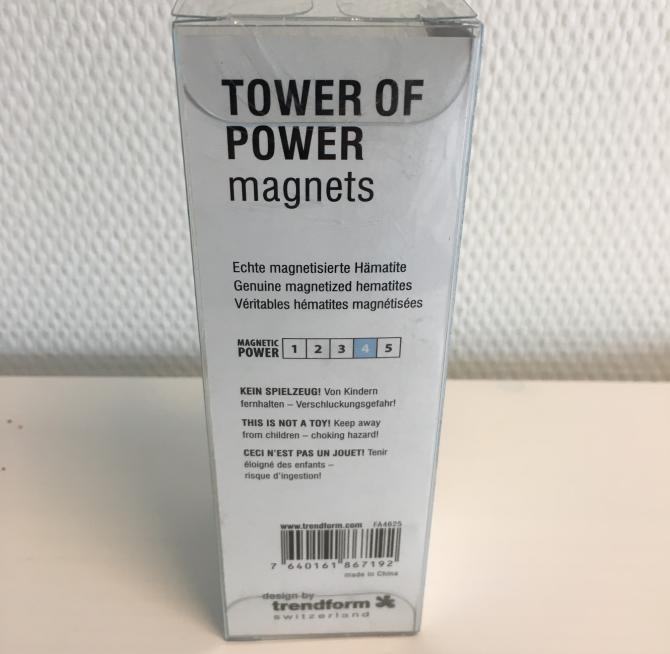 TOWER OF
POWER
magnets
Echte magnetisierte Hämatite
Genuine magnetized hematites
Véritables hématites magnétisées
MAGNETIC
POWER 1 2 3 4 5
KEIN SPIELZEUG! Von Kindern
fernhalten – Verschluckungsgefahr!
THIS IS NOT A TOY! Keep away
from children – choking hazard!
CECI N'EST PAS UN JOUET! Tenir
éloigné des enfants –
risque d'ingestion!
www.trendform.com FA4625
7 640161 867192
made in China
design by
trendform
switzerland